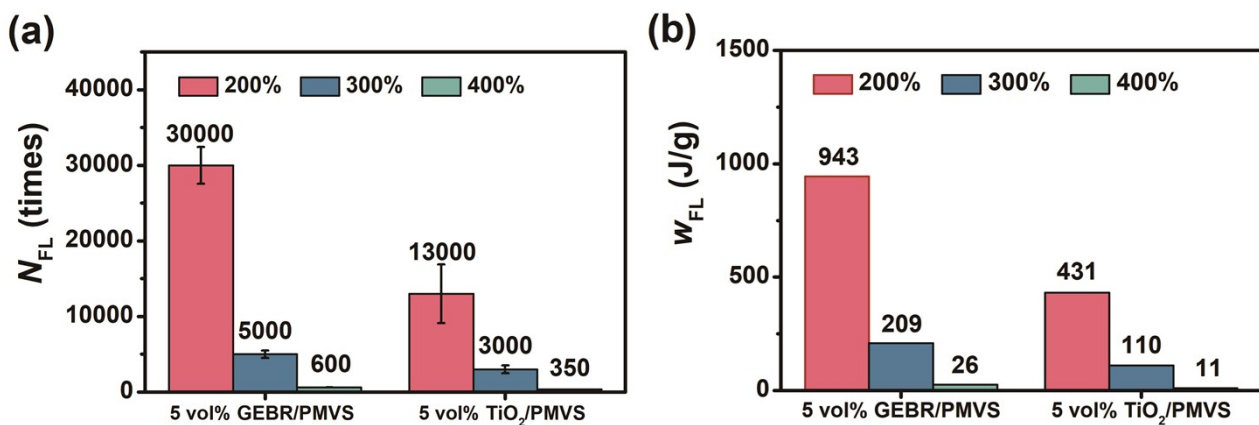 (a)
N_FL (times)
40000
30000
20000
10000
0
200% 300% 400%
30000
5000
600
13000
3000
350
5 vol% GEBR/PMVS 5 vol% TiO₂/PMVS
(b)
w_FL (J/g)
1500
1000
500
0
200% 300% 400%
943
209
26
431
110
11
5 vol% GEBR/PMVS 5 vol% TiO₂/PMVS